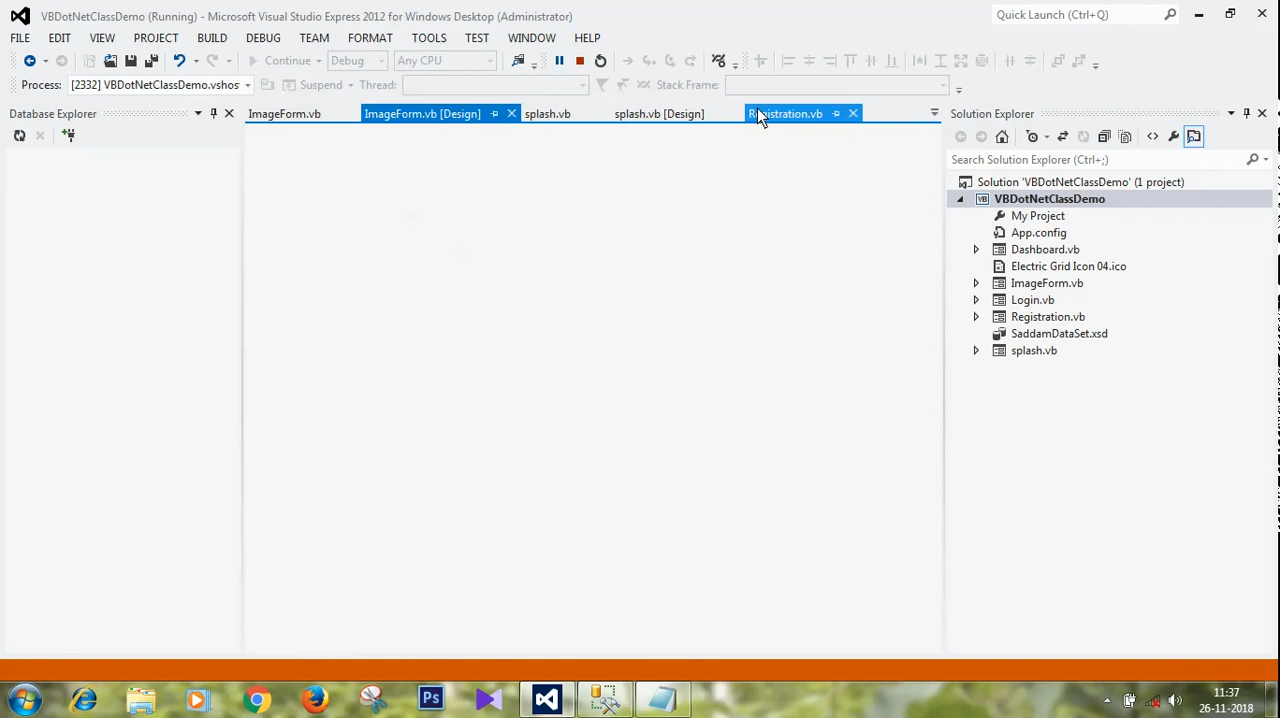 VBDotNetClassDemo (Running) - Microsoft Visual Studio Express 2012 for Windows Desktop (Administrator)
Quick Launch (Ctrl+Q)
FILE EDIT VIEW PROJECT BUILD DEBUG TEAM FORMAT TOOLS TEST WINDOW HELP
Continue Debug Any CPU
Process: [2332] VBDotNetClassDemo.vshos Suspend Thread: Stack Frame:
Database Explorer
ImageForm.vb ImageForm.vb [Design] splash.vb splash.vb [Design] Registration.vb
Solution Explorer
Search Solution Explorer (Ctrl+;)
Solution 'VBDotNetClassDemo' (1 project)
VB VBDotNetClassDemo
My Project
App.config
Dashboard.vb
Electric Grid Icon 04.ico
ImageForm.vb
Login.vb
Registration.vb
SaddamDataSet.xsd
splash.vb
Ps
11:37
26-11-2018